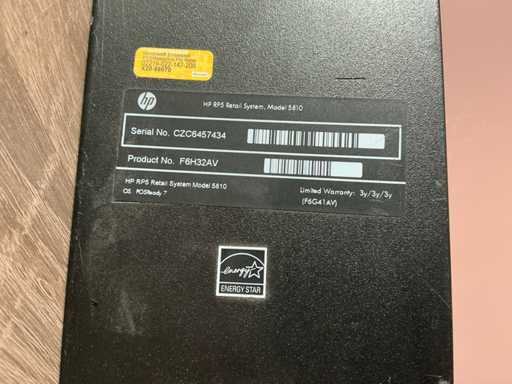 hp
HP RP5 Retail System, Model 5810
Serial No. CZC6457434
Product No. F6H32AV
HP RP5 Retail System Model 5810
OS POSReady 7
Limited Warranty: 3y/3y/3y
(F6G41AV)
energy
ENERGY STAR